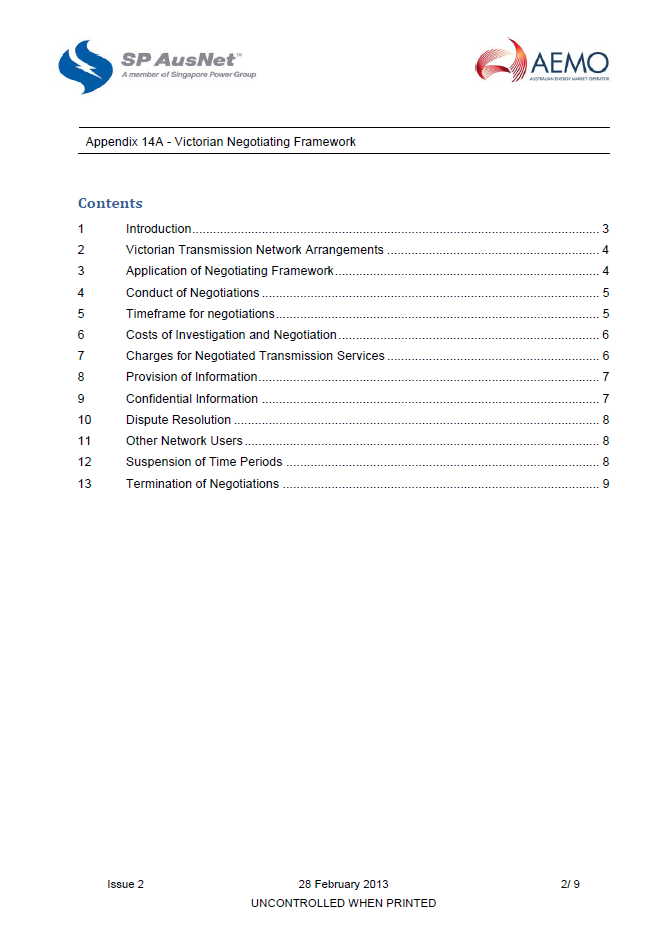 SP AusNet™
A member of Singapore Power Group
AEMO
AUSTRALIAN ENERGY MARKET OPERATOR
Appendix 14A - Victorian Negotiating Framework
Contents
1 Introduction 3
2 Victorian Transmission Network Arrangements 4
3 Application of Negotiating Framework 4
4 Conduct of Negotiations 5
5 Timeframe for negotiations 5
6 Costs of Investigation and Negotiation 6
7 Charges for Negotiated Transmission Services 6
8 Provision of Information 7
9 Confidential Information 7
10 Dispute Resolution 8
11 Other Network Users 8
12 Suspension of Time Periods 8
13 Termination of Negotiations 9
Issue 2 28 February 2013 2/ 9
UNCONTROLLED WHEN PRINTED